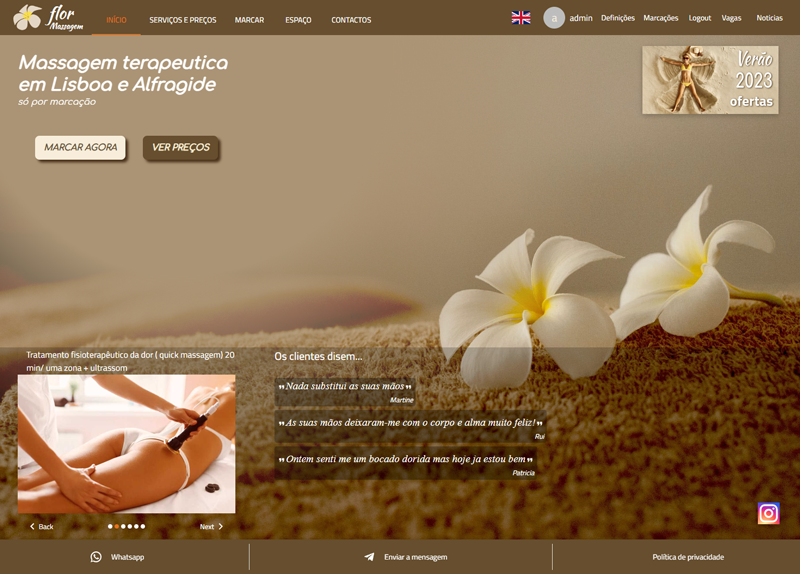 flor
Massagem
INÍCIO
SERVIÇOS E PREÇOS
MARCAR
ESPAÇO
CONTACTOS
a
admin
Definições
Marcações
Logout
Vagas
Noticias
Massagem terapeutica
em Lisboa e Alfragide
só por marcação
MARCAR AGORA
VER PREÇOS
Verão
2023
ofertas
Tratamento fisioterapêutico da dor ( quick massagem) 20
min/ uma zona + ultrassom
Back
Next
Os clientes disem...
❞Nada substitui as suas mãos❞
Martine
❞As suas mãos deixaram-me com o corpo e alma muito feliz!❞
Rui
❞Ontem senti me um bocado dorida mas hoje ja estou bem❞
Patricia
Whatsapp
Enviar a mensagem
Política de privacidade